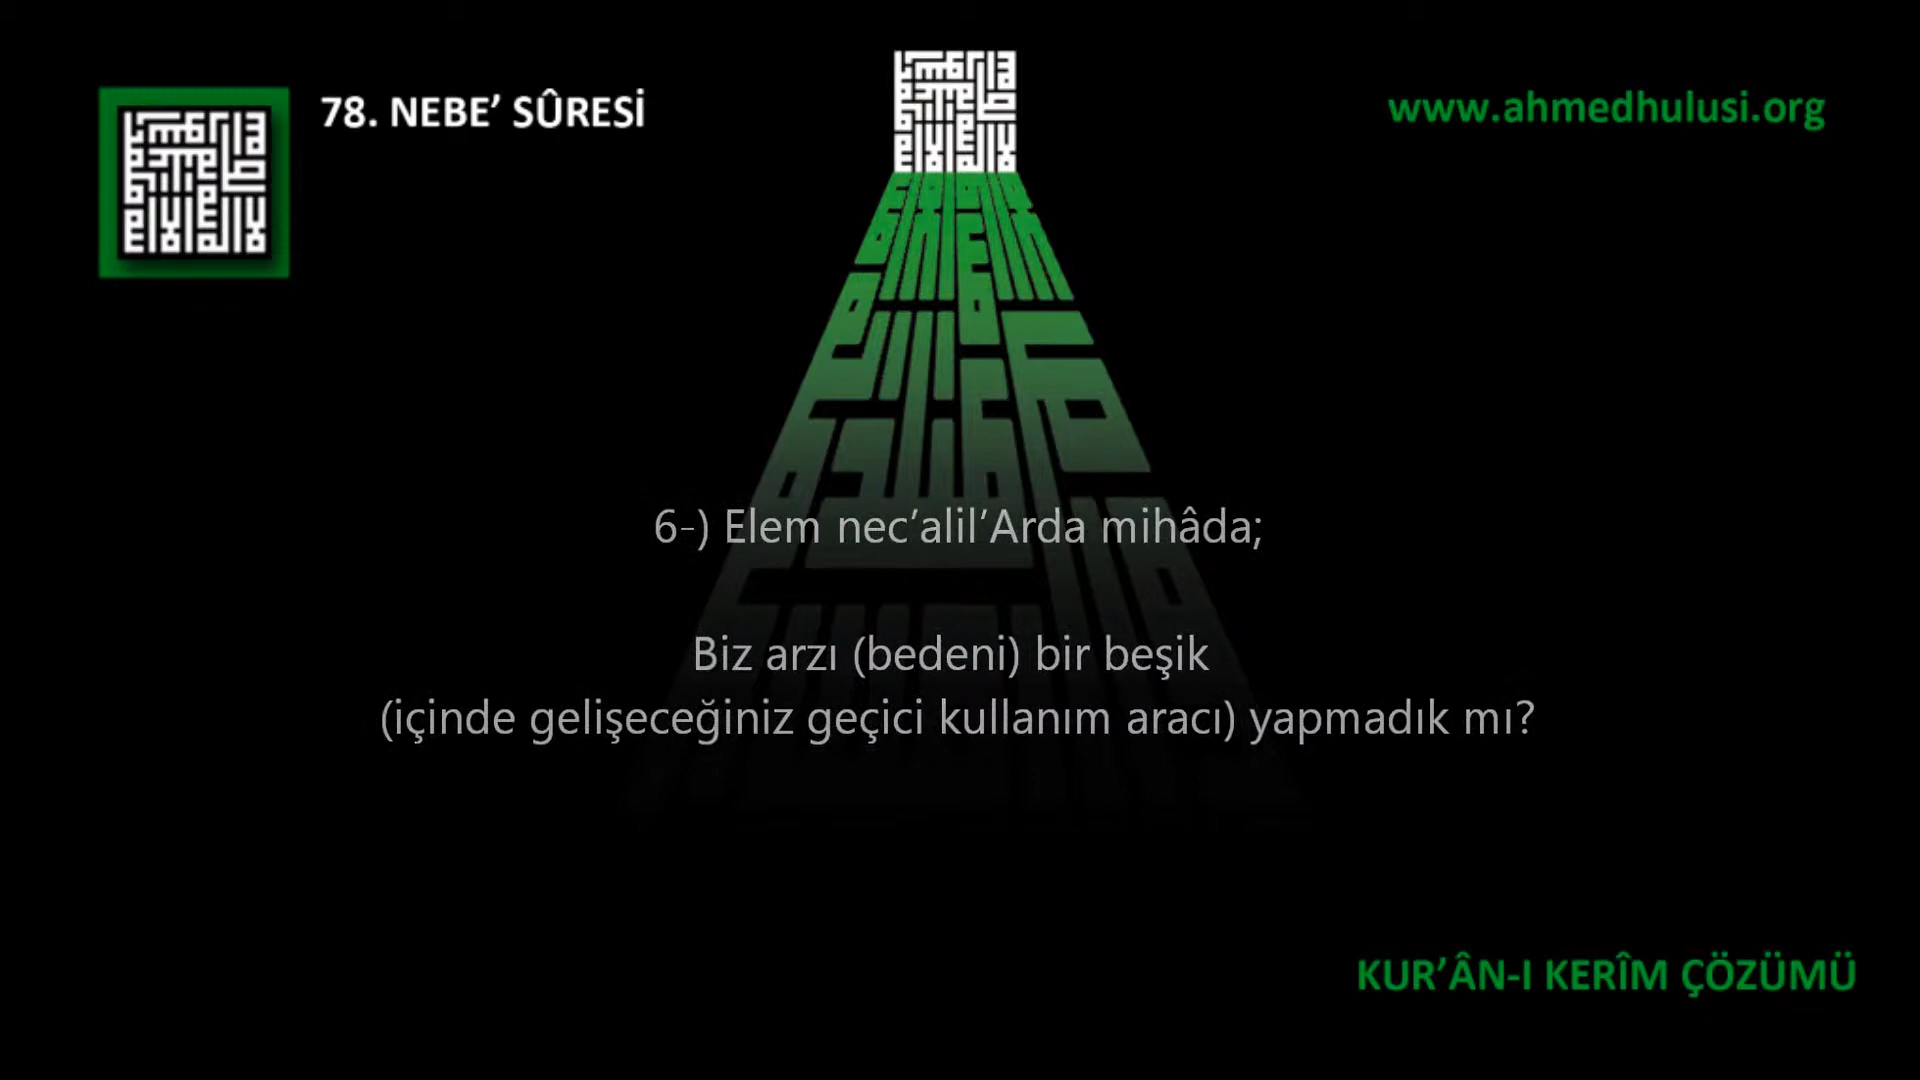 78. NEBE’ SÛRESİ
www.ahmedhulusi.org
6-) Elem nec’alil’Arda mihâda;
Biz arzı (bedeni) bir beşik
(içinde gelişeceğiniz geçici kullanım aracı) yapmadık mı?
KUR’ÂN-I KERÎM ÇÖZÜMÜ